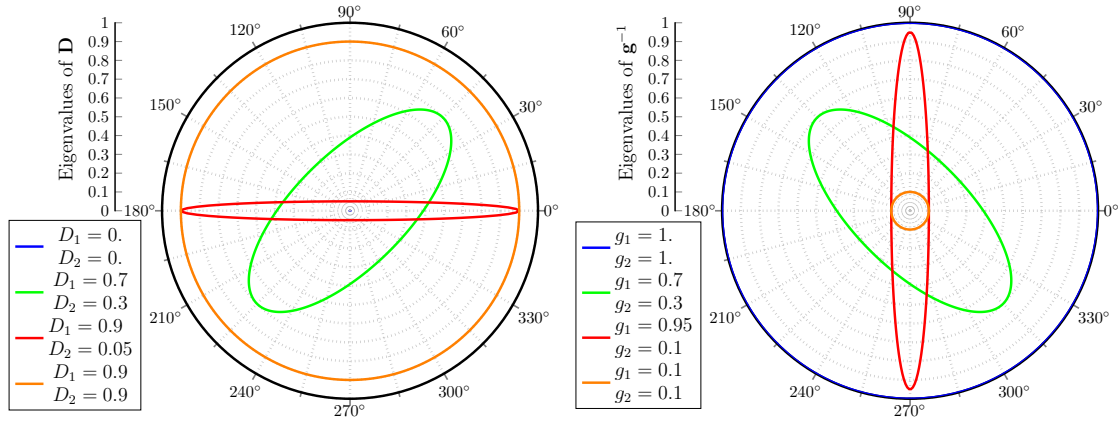 Eigenvalues of D
1
0.9
0.8
0.7
0.6
0.5
0.4
0.3
0.2
0.1
0
90°
120°
60°
150°
30°
180°
0°
210°
330°
240°
300°
270°
D₁ = 0.
D₂ = 0.
D₁ = 0.7
D₂ = 0.3
D₁ = 0.9
D₂ = 0.05
D₁ = 0.9
D₂ = 0.9
Eigenvalues of g⁻¹
1
0.9
0.8
0.7
0.6
0.5
0.4
0.3
0.2
0.1
0
90°
120°
60°
150°
30°
180°
0°
210°
330°
240°
300°
270°
g₁ = 1.
g₂ = 1.
g₁ = 0.7
g₂ = 0.3
g₁ = 0.95
g₂ = 0.1
g₁ = 0.1
g₂ = 0.1